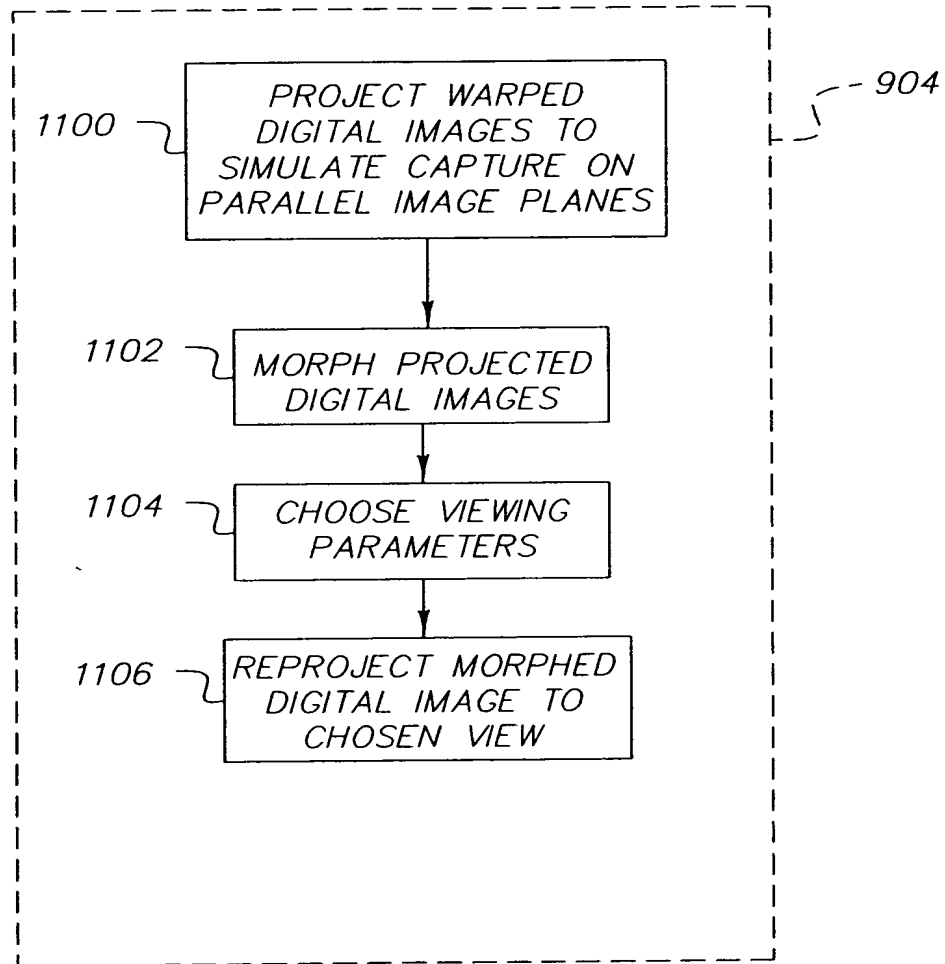 904
1100
PROJECT WARPED
DIGITAL IMAGES TO
SIMULATE CAPTURE ON
PARALLEL IMAGE PLANES
1102
MORPH PROJECTED
DIGITAL IMAGES
1104
CHOOSE VIEWING
PARAMETERS
1106
REPROJECT MORPHED
DIGITAL IMAGE TO
CHOSEN VIEW